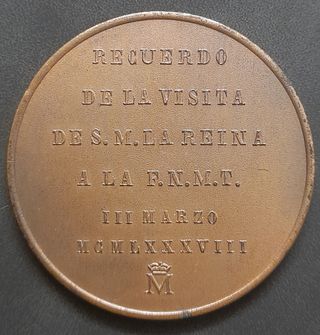 RECUERDO
DE LA VISITA
DE S.M. LA REINA
A LA F.N.M.T.
III MARZO
MCMLXXXVIII
M